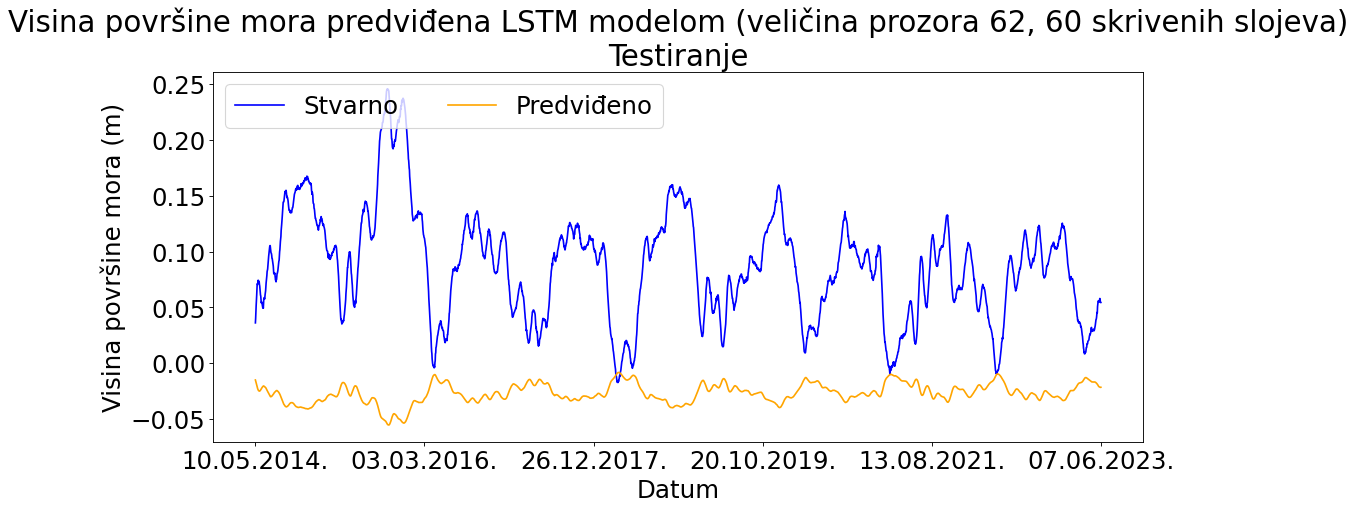 Visina površine mora predviđena LSTM modelom (veličina prozora 62, 60 skrivenih slojeva)
Testiranje
Stvarno
Predviđeno
Visina površine mora (m)
0.25
0.20
0.15
0.10
0.05
0.00
−0.05
10.05.2014.
03.03.2016.
26.12.2017.
20.10.2019.
13.08.2021.
07.06.2023.
Datum